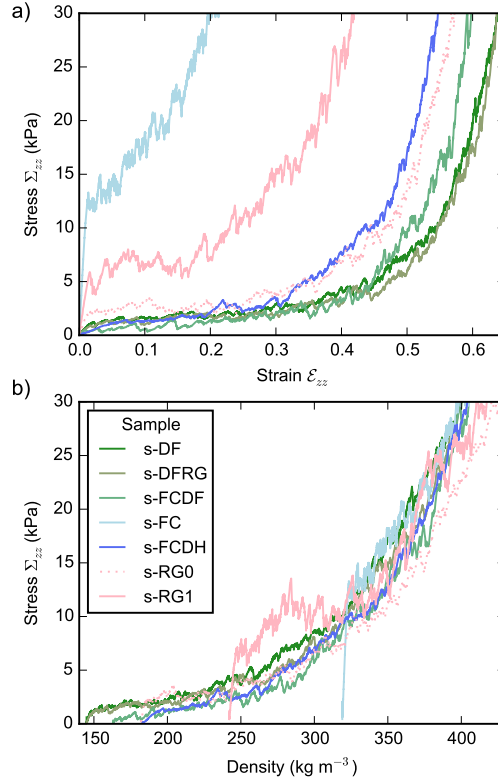 a)
30
25
20
15
10
5
0
Stress Σzz (kPa)
0.0 0.1 0.2 0.3 0.4 0.5 0.6
Strain ℰzz
b)
30
25
20
15
10
5
0
Stress Σzz (kPa)
Sample
s-DF
s-DFRG
s-FCDF
s-FC
s-FCDH
s-RG0
s-RG1
150 200 250 300 350 400
Density (kg m⁻³)